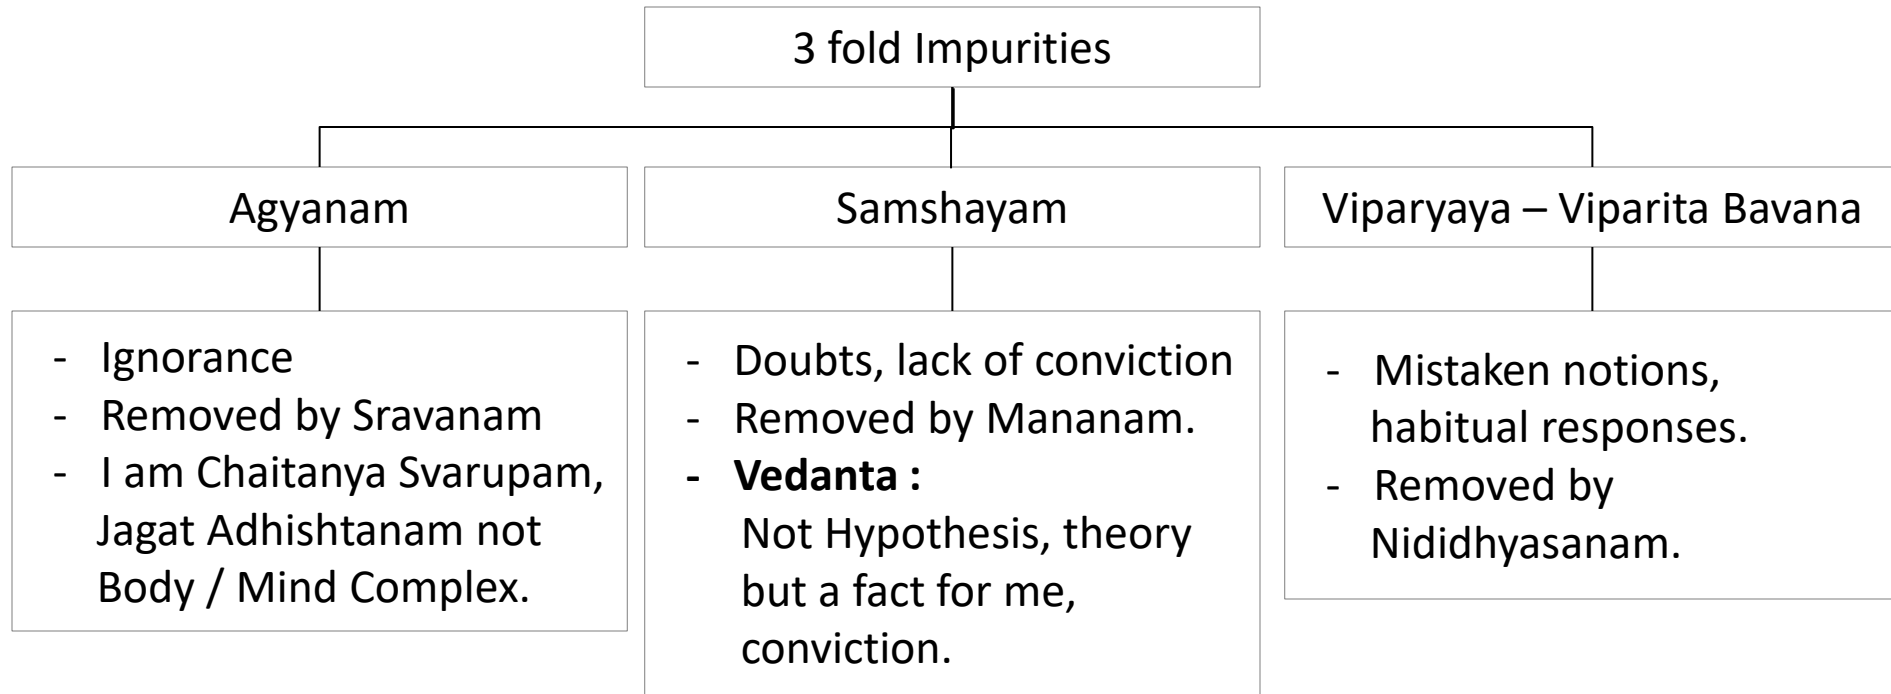 3 fold Impurities
Agyanam
Samshayam
Viparyaya – Viparita Bavana
- Ignorance
- Removed by Sravanam
- I am Chaitanya Svarupam,
Jagat Adhishtanam not
Body / Mind Complex.
- Doubts, lack of conviction
- Removed by Mananam.
- Vedanta :
Not Hypothesis, theory
but a fact for me,
conviction.
- Mistaken notions,
habitual responses.
- Removed by
Nididhyasanam.